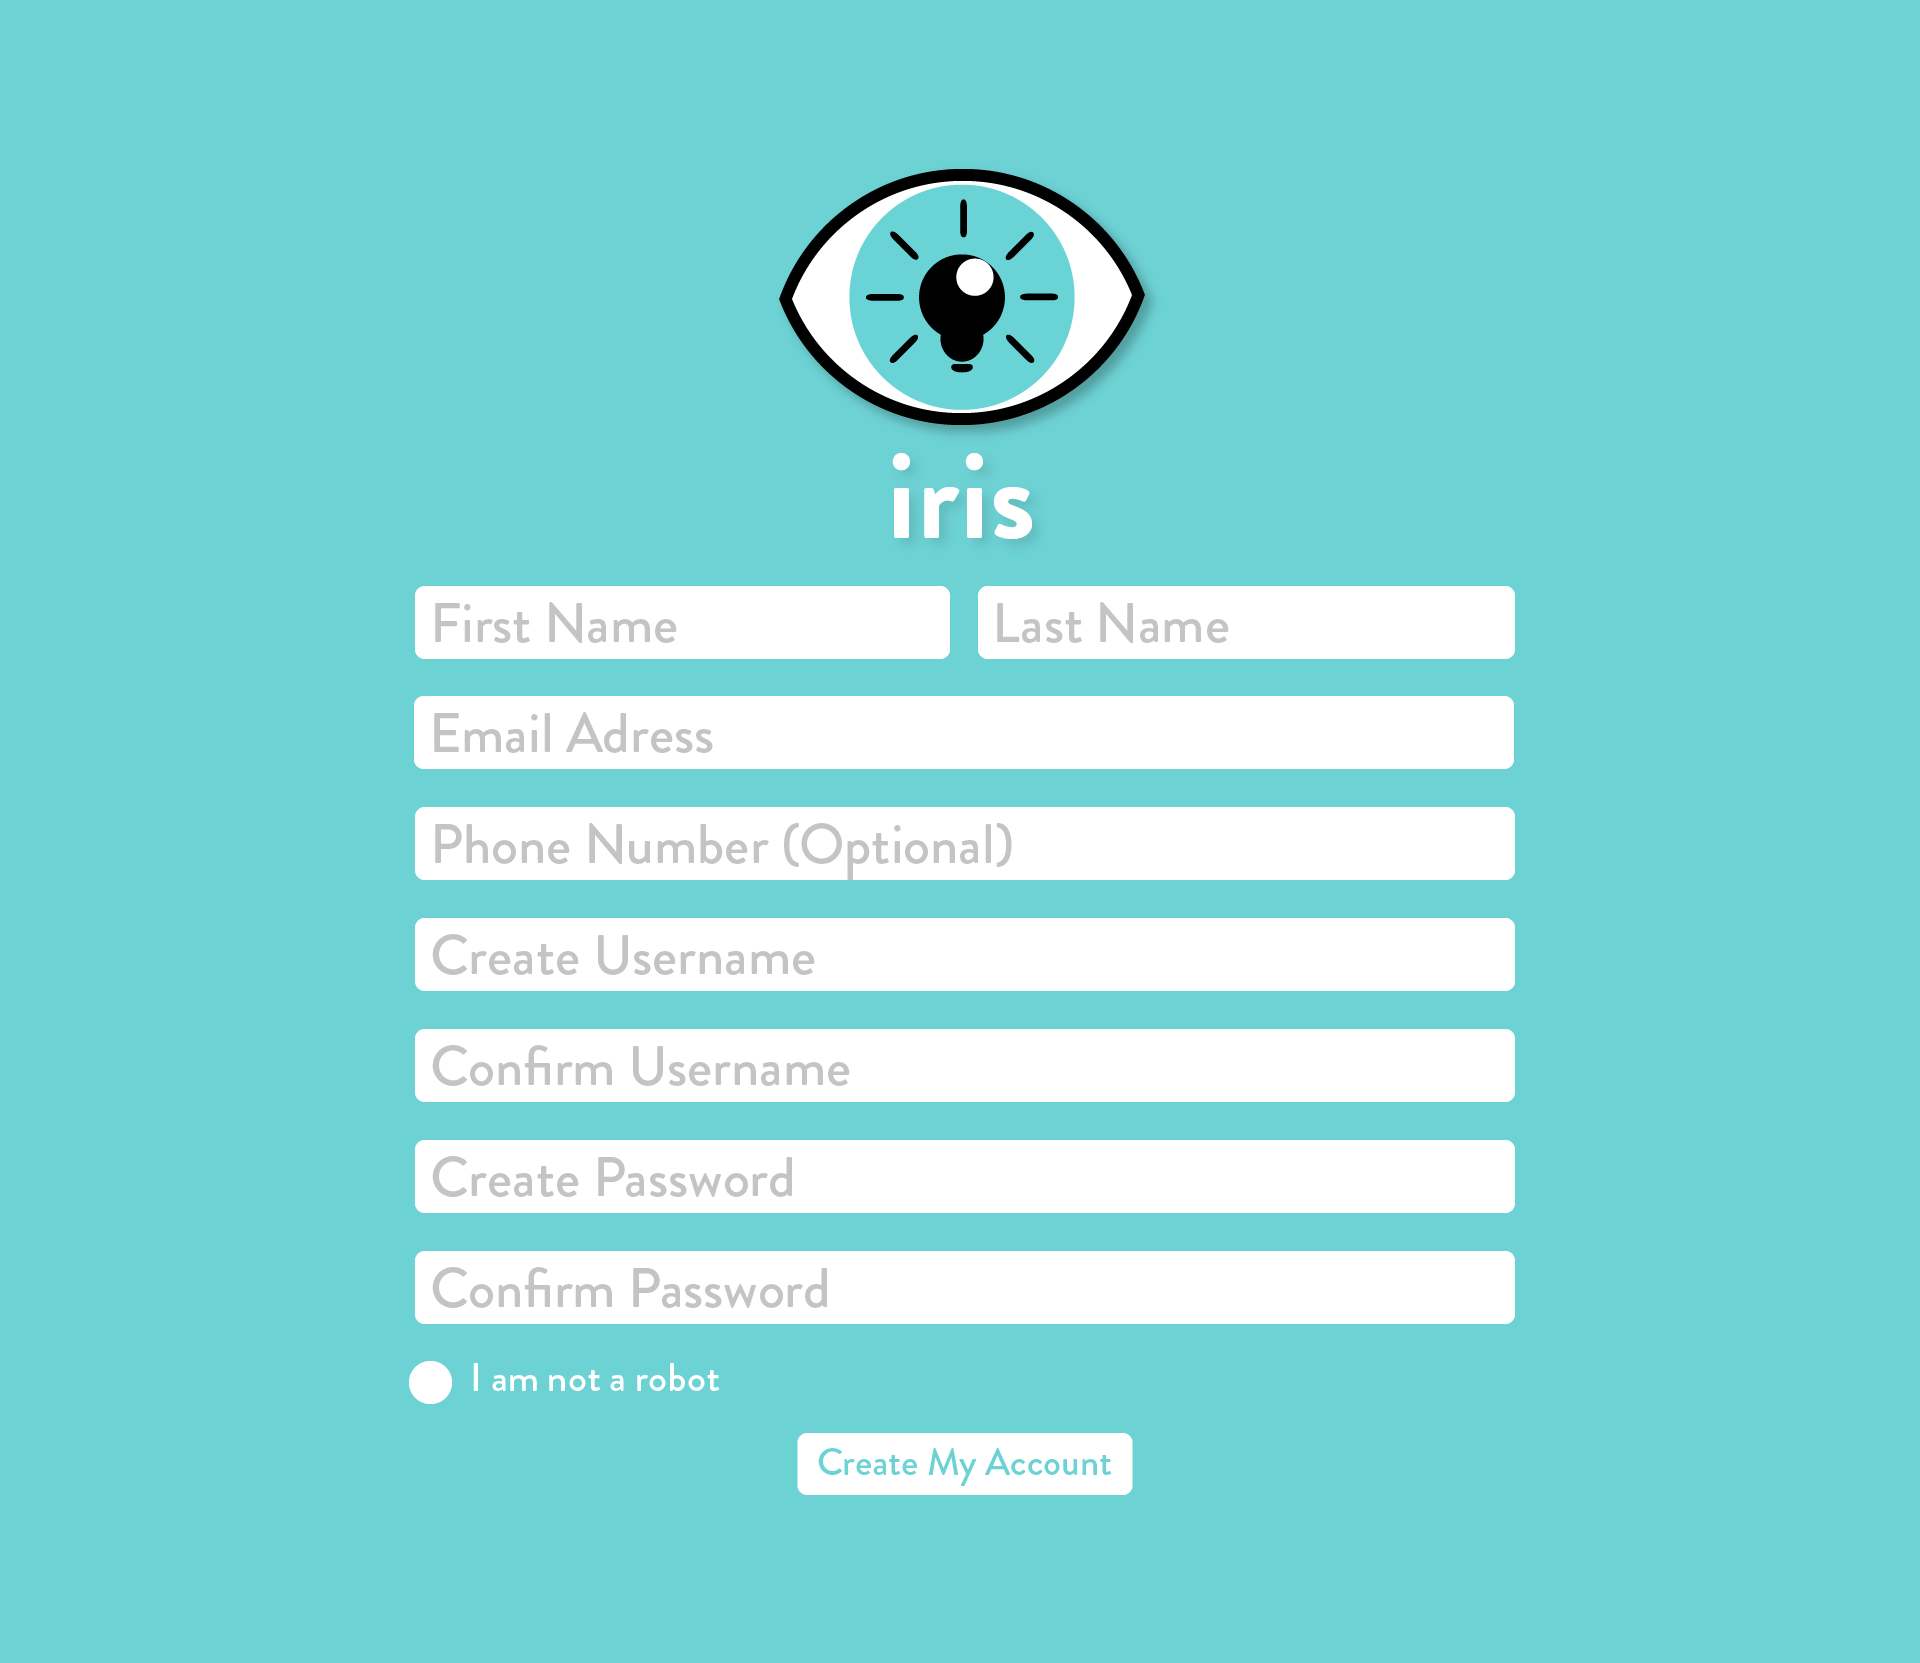 iris
First Name
Last Name
Email Adress
Phone Number (Optional)
Create Username
Confirm Username
Create Password
Confirm Password
I am not a robot
Create My Account